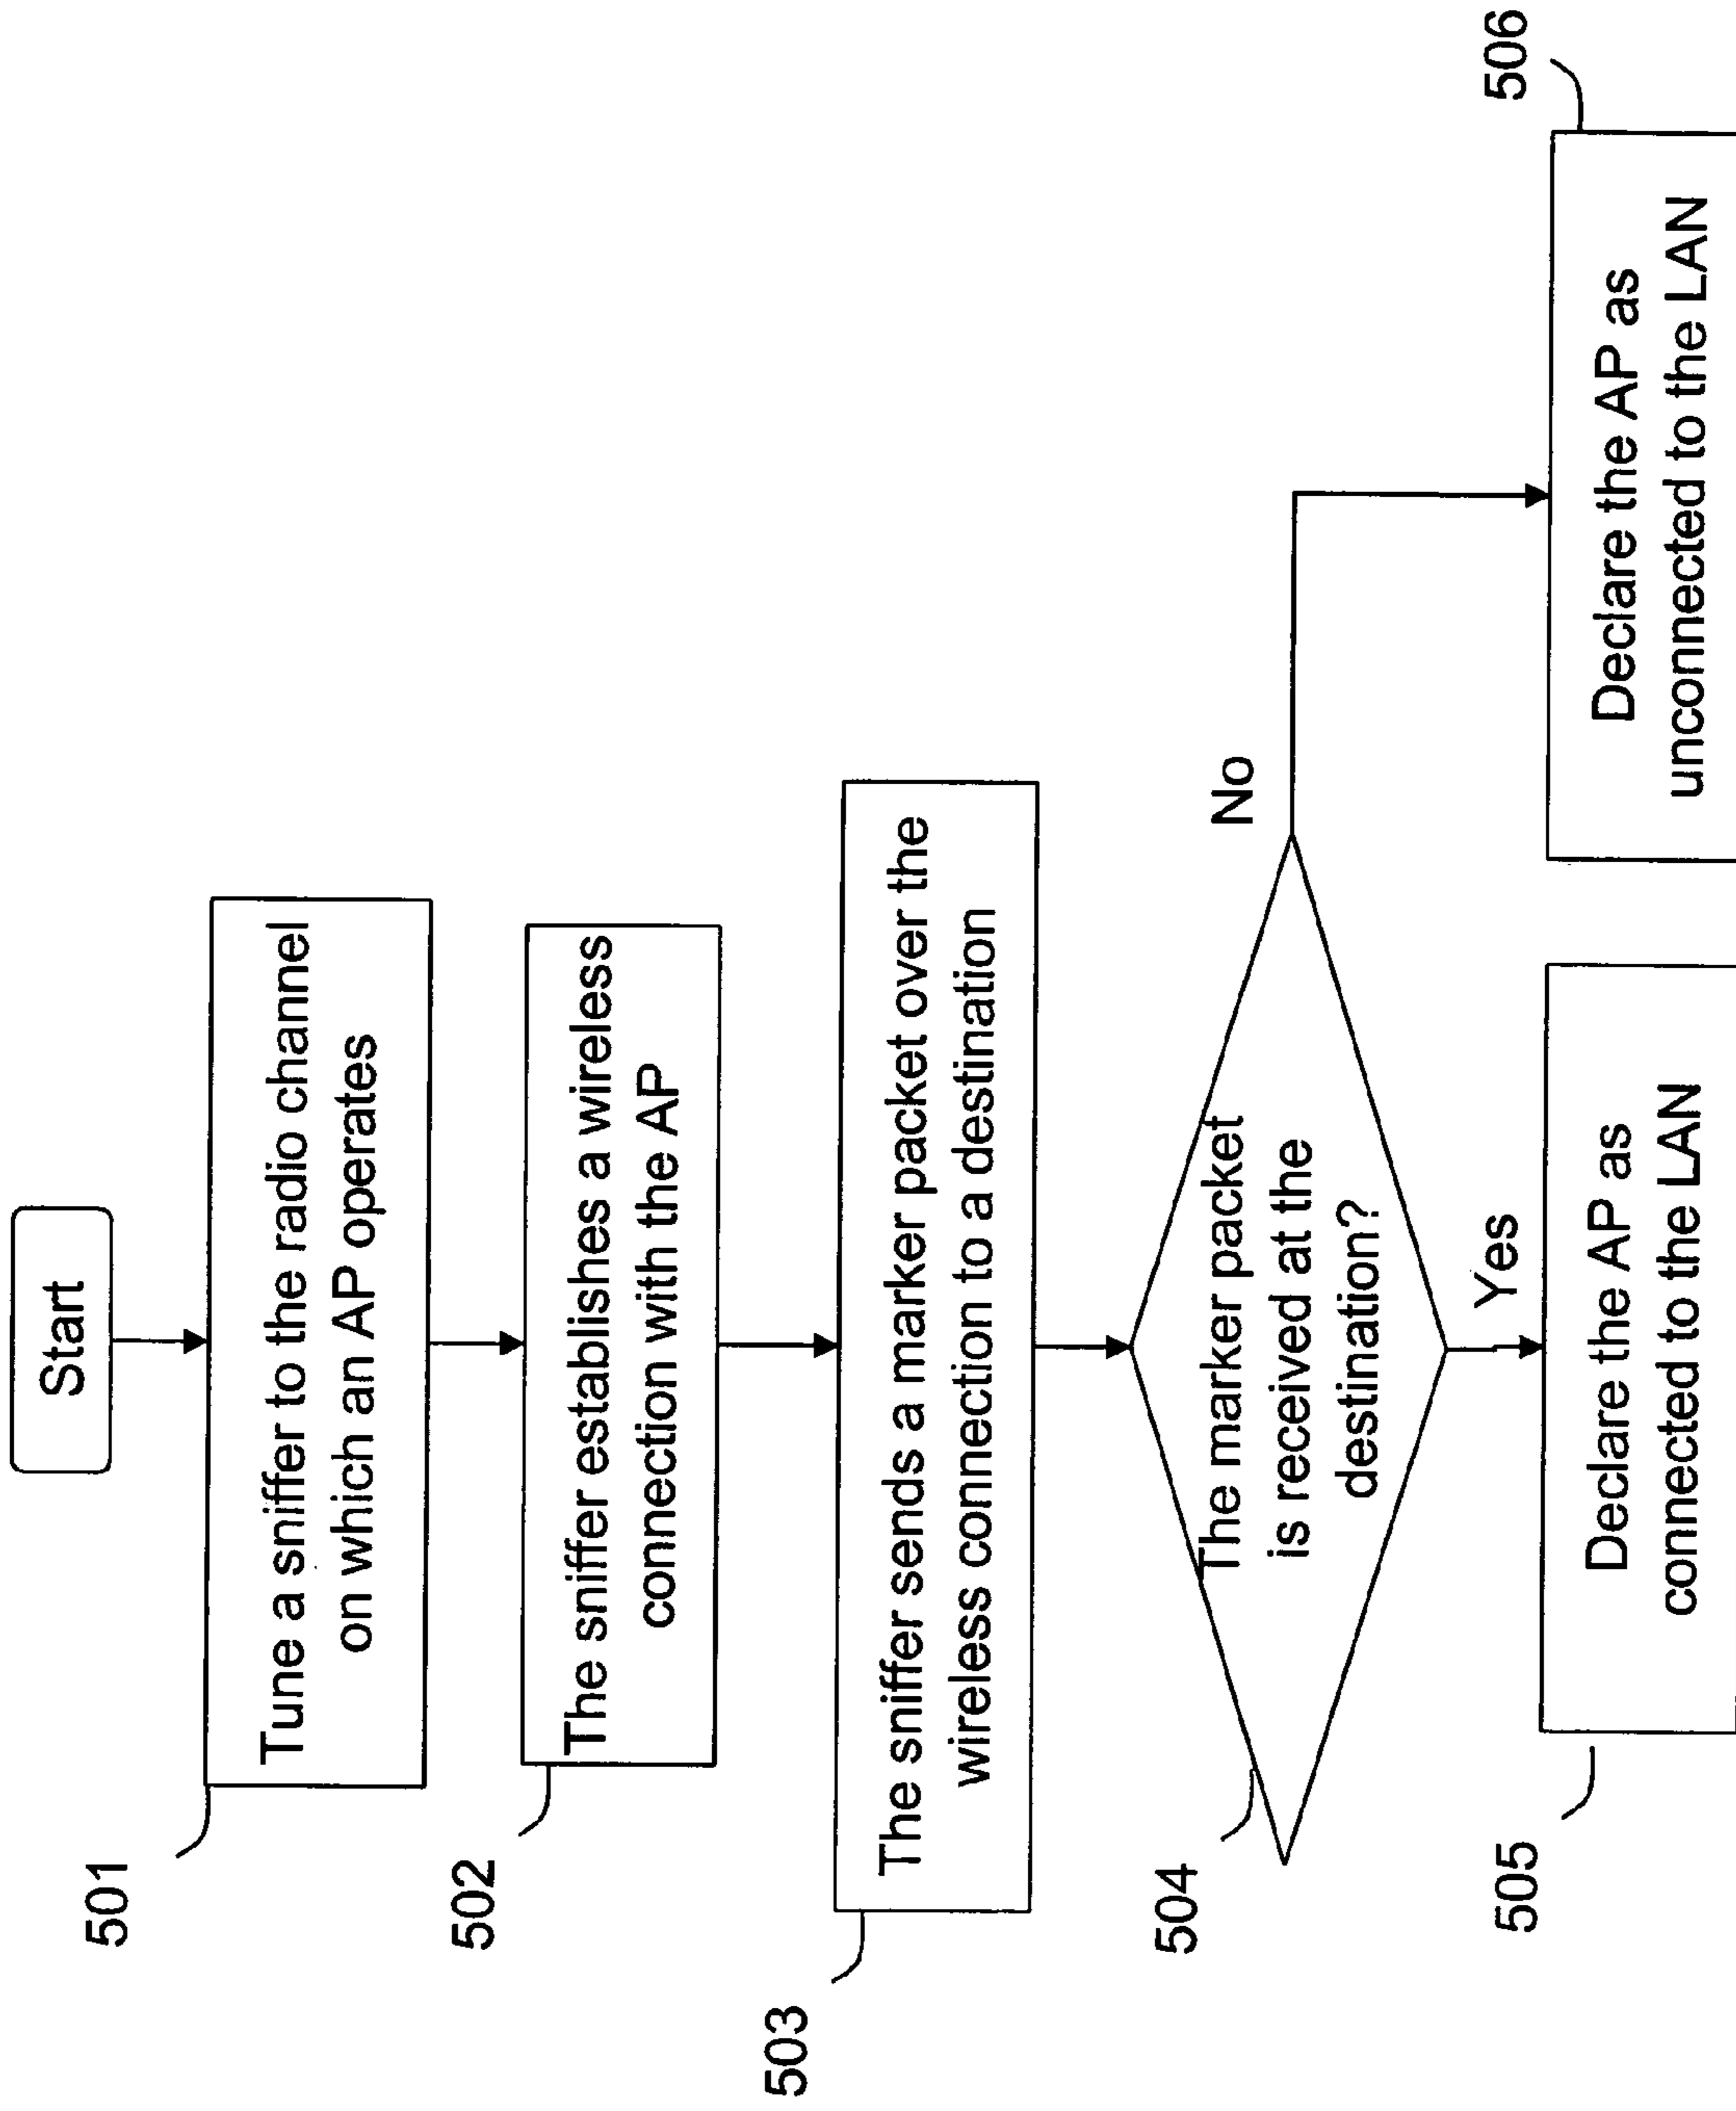 Start
501
Tune a sniffer to the radio channel
on which an AP operates
502
The sniffer establishes a wireless
connection with the AP
503
The sniffer sends a marker packet over the
wireless connection to a destination
504
The marker packet
is received at the
destination?
No
Yes
505
Declare the AP as
connected to the LAN
506
Declare the AP as
unconnected to the LAN